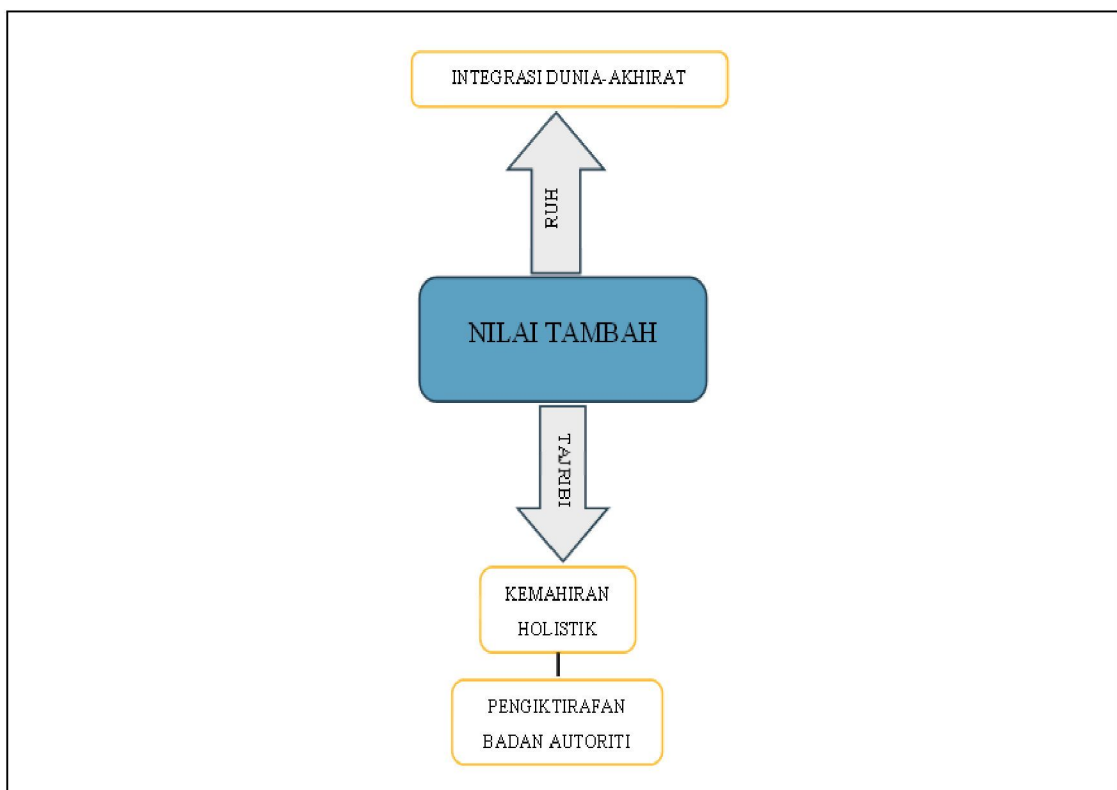 INTEGRASI DUNIA-AKHIRAT
RUH
NILAI TAMBAH
TAJRIBI
KEMAHIRAN
HOLISTIK
PENGIKTIRAFAN
BADAN AUTORITI